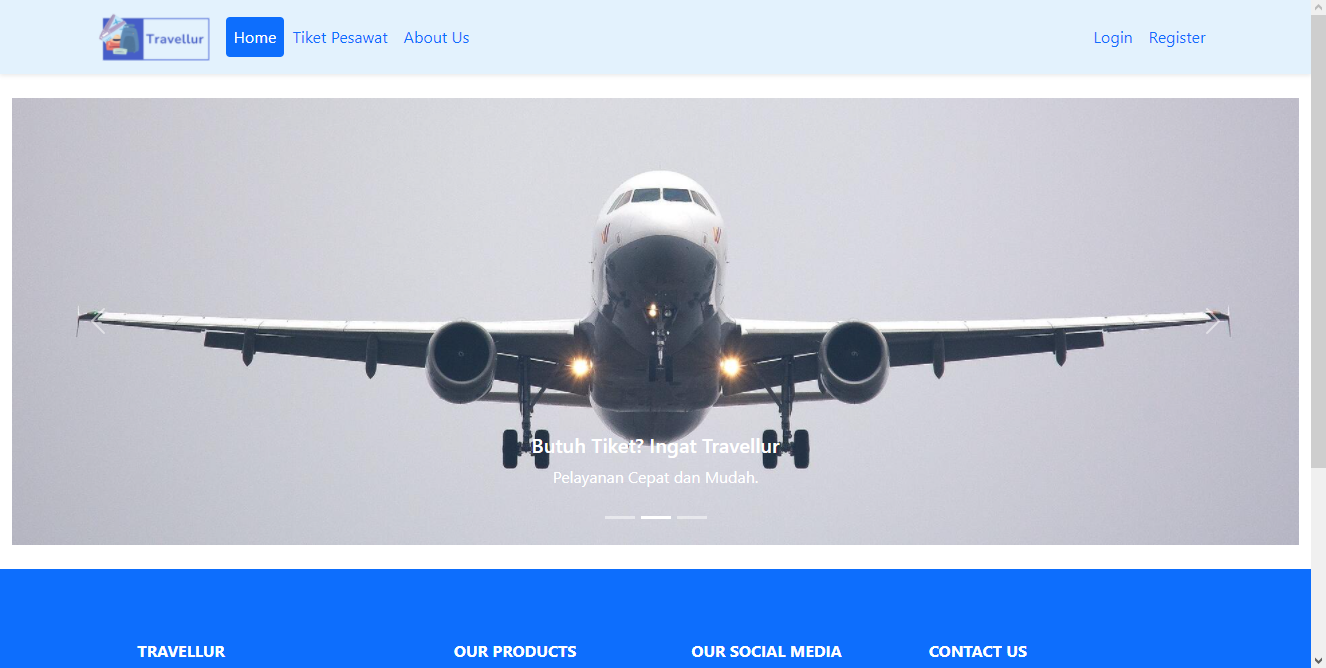 Travellur
Home
Tiket Pesawat
About Us
Login
Register
Butuh Tiket? Ingat Travellur
Pelayanan Cepat dan Mudah.
TRAVELLUR
OUR PRODUCTS
OUR SOCIAL MEDIA
CONTACT US